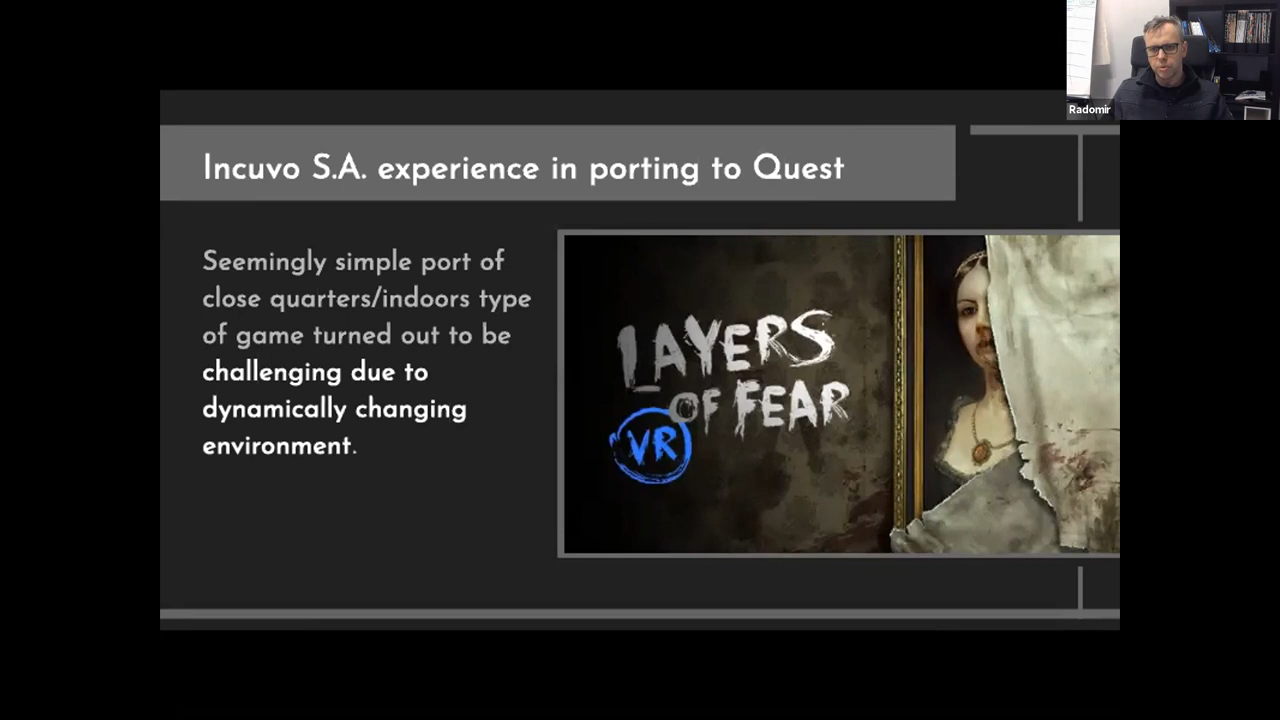 Radomir
Incuvo S.A. experience in porting to Quest
Seemingly simple port of
close quarters/indoors type
of game turned out to be
challenging due to
dynamically changing
environment.
LAYERS
OF FEAR
VR